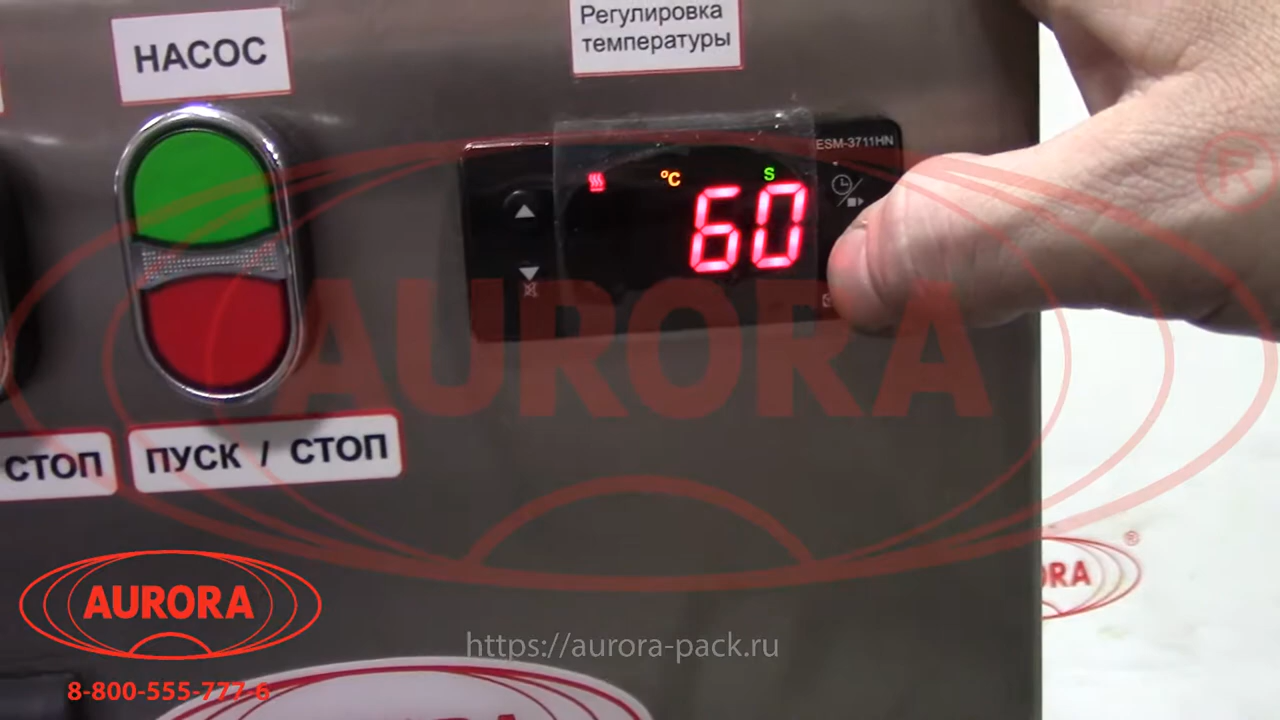 НАСОС
Регулировка
температуры
ESM-3711HN
°C
S
60
AURORA
®
СТОП
ПУСК / СТОП
AURORA
8-800-555-777-6
https://aurora-pack.ru
®
ORA